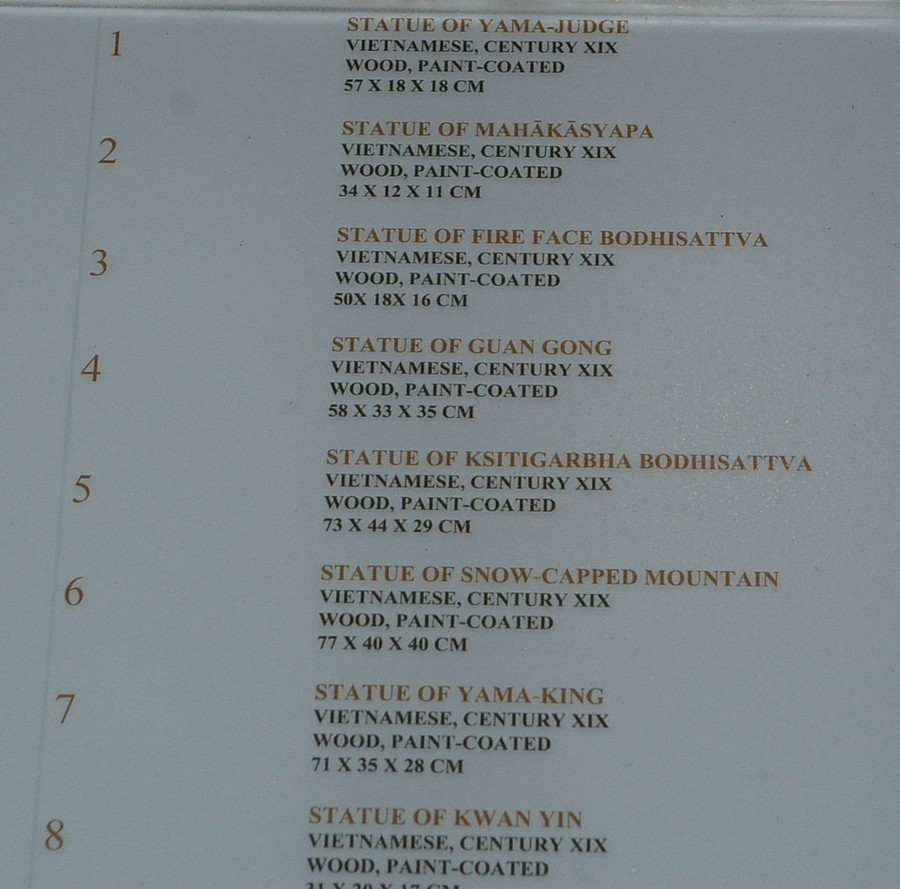 1
STATUE OF YAMA-JUDGE
VIETNAMESE, CENTURY XIX
WOOD, PAINT-COATED
57 X 18 X 18 CM
2
STATUE OF MAHĀKĀSYAPA
VIETNAMESE, CENTURY XIX
WOOD, PAINT-COATED
34 X 12 X 11 CM
3
STATUE OF FIRE FACE BODHISATTVA
VIETNAMESE, CENTURY XIX
WOOD, PAINT-COATED
50X 18X 16 CM
4
STATUE OF GUAN GONG
VIETNAMESE, CENTURY XIX
WOOD, PAINT-COATED
58 X 33 X 35 CM
5
STATUE OF KSITIGARBHA BODHISATTVA
VIETNAMESE, CENTURY XIX
WOOD, PAINT-COATED
73 X 44 X 29 CM
6
STATUE OF SNOW-CAPPED MOUNTAIN
VIETNAMESE, CENTURY XIX
WOOD, PAINT-COATED
77 X 40 X 40 CM
7
STATUE OF YAMA-KING
VIETNAMESE, CENTURY XIX
WOOD, PAINT-COATED
71 X 35 X 28 CM
8
STATUE OF KWAN YIN
VIETNAMESE, CENTURY XIX
WOOD, PAINT-COATED